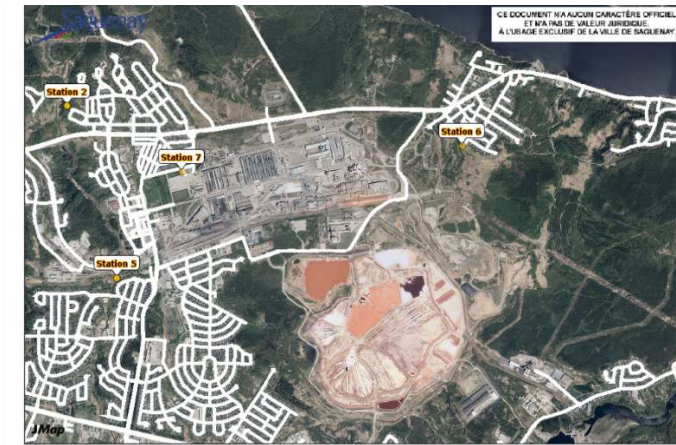 Saguenay
CE DOCUMENT N'A AUCUN CARACTÈRE OFFICIEL
ET N'A PAS DE VALEUR JURIDIQUE.
À L'USAGE EXCLUSIF DE LA VILLE DE SAGUENAY.
Station 2
Station 6
Station 7
Station 5
JMap